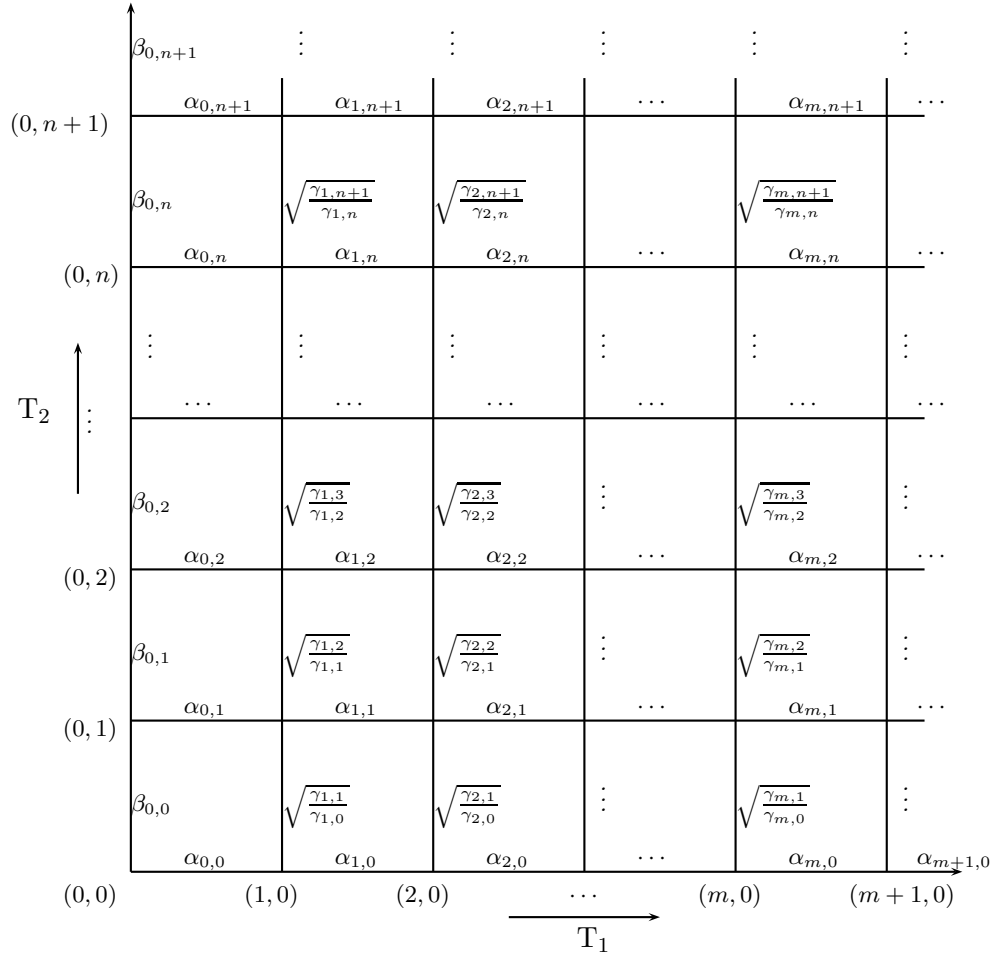 β_{0,n+1} ⋮ ⋮ ⋮ ⋮ ⋮
α_{0,n+1} α_{1,n+1} α_{2,n+1} ⋯ α_{m,n+1} ⋯
(0, n + 1)
β_{0,n} √(γ_{1,n+1}/γ_{1,n}) √(γ_{2,n+1}/γ_{2,n}) √(γ_{m,n+1}/γ_{m,n})
α_{0,n} α_{1,n} α_{2,n} ⋯ α_{m,n} ⋯
(0, n)
⋮ ⋮ ⋮ ⋮ ⋮ ⋮
⋯ ⋯ ⋯ ⋯ ⋯ ⋯
T₂ ⋮
β_{0,2} √(γ_{1,3}/γ_{1,2}) √(γ_{2,3}/γ_{2,2}) ⋮ √(γ_{m,3}/γ_{m,2}) ⋮
α_{0,2} α_{1,2} α_{2,2} ⋯ α_{m,2} ⋯
(0, 2)
β_{0,1} √(γ_{1,2}/γ_{1,1}) √(γ_{2,2}/γ_{2,1}) ⋮ √(γ_{m,2}/γ_{m,1}) ⋮
α_{0,1} α_{1,1} α_{2,1} ⋯ α_{m,1} ⋯
(0, 1)
β_{0,0} √(γ_{1,1}/γ_{1,0}) √(γ_{2,1}/γ_{2,0}) ⋮ √(γ_{m,1}/γ_{m,0}) ⋮
α_{0,0} α_{1,0} α_{2,0} ⋯ α_{m,0} α_{m+1,0}
(0, 0) (1, 0) (2, 0) ⋯ (m, 0) (m + 1, 0)
T₁